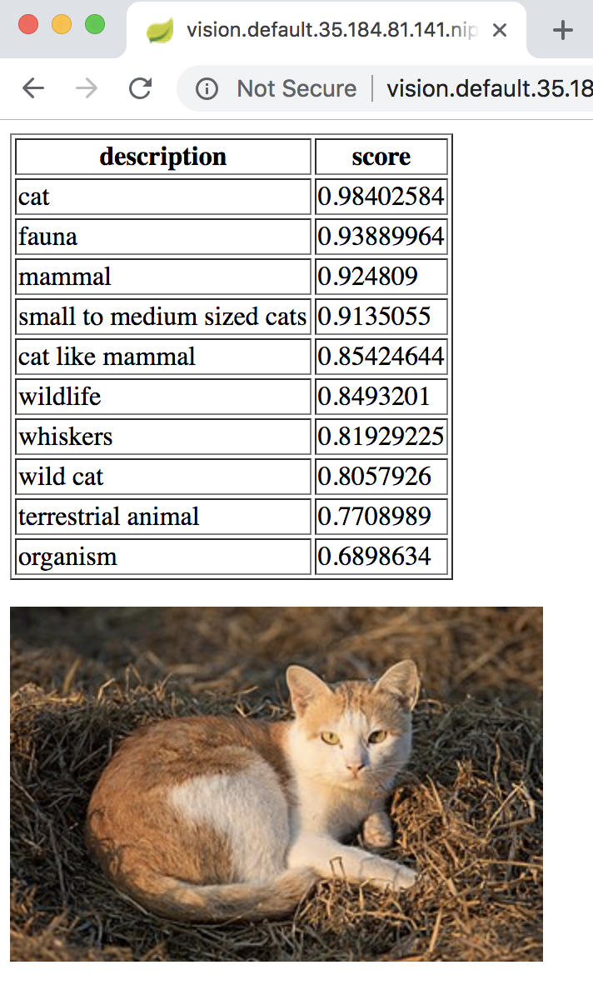 vision.default.35.184.81.141.nip
Not Secure vision.default.35.18
description score
cat 0.98402584
fauna 0.93889964
mammal 0.924809
small to medium sized cats 0.9135055
cat like mammal 0.85424644
wildlife 0.8493201
whiskers 0.81929225
wild cat 0.8057926
terrestrial animal 0.7708989
organism 0.6898634